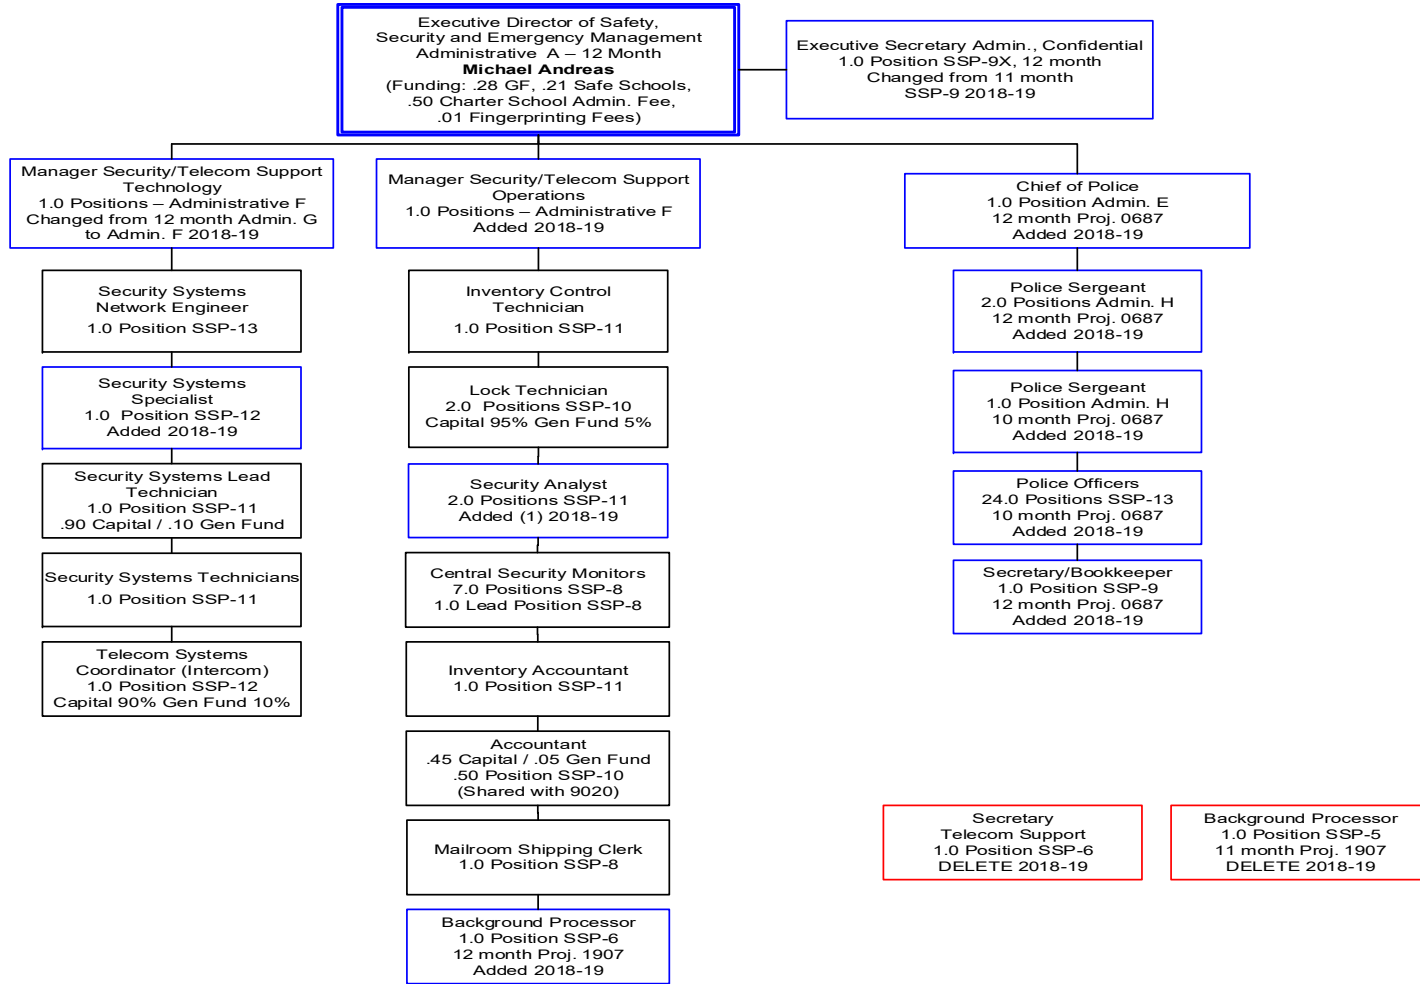 Executive Director of Safety,
Security and Emergency Management
Administrative A – 12 Month
Michael Andreas
(Funding: .28 GF, .21 Safe Schools,
.50 Charter School Admin. Fee,
.01 Fingerprinting Fees)
Executive Secretary Admin., Confidential
1.0 Position SSP-9X, 12 month
Changed from 11 month
SSP-9 2018-19
Manager Security/Telecom Support
Technology
1.0 Positions – Administrative F
Changed from 12 month Admin. G
to Admin. F 2018-19
Security Systems
Network Engineer
1.0 Position SSP-13
Security Systems
Specialist
1.0 Position SSP-12
Added 2018-19
Security Systems Lead
Technician
1.0 Position SSP-11
.90 Capital / .10 Gen Fund
Security Systems Technicians
1.0 Position SSP-11
Telecom Systems
Coordinator (Intercom)
1.0 Position SSP-12
Capital 90% Gen Fund 10%
Manager Security/Telecom Support
Operations
1.0 Positions – Administrative F
Added 2018-19
Inventory Control
Technician
1.0 Position SSP-11
Lock Technician
2.0 Positions SSP-10
Capital 95% Gen Fund 5%
Security Analyst
2.0 Positions SSP-11
Added (1) 2018-19
Central Security Monitors
7.0 Positions SSP-8
1.0 Lead Position SSP-8
Inventory Accountant
1.0 Position SSP-11
Accountant
.45 Capital / .05 Gen Fund
.50 Position SSP-10
(Shared with 9020)
Mailroom Shipping Clerk
1.0 Position SSP-8
Background Processor
1.0 Position SSP-6
12 month Proj. 1907
Added 2018-19
Chief of Police
1.0 Position Admin. E
12 month Proj. 0687
Added 2018-19
Police Sergeant
2.0 Positions Admin. H
12 month Proj. 0687
Added 2018-19
Police Sergeant
1.0 Position Admin. H
10 month Proj. 0687
Added 2018-19
Police Officers
24.0 Positions SSP-13
10 month Proj. 0687
Added 2018-19
Secretary/Bookkeeper
1.0 Position SSP-9
12 month Proj. 0687
Added 2018-19
Secretary
Telecom Support
1.0 Position SSP-6
DELETE 2018-19
Background Processor
1.0 Position SSP-5
11 month Proj. 1907
DELETE 2018-19